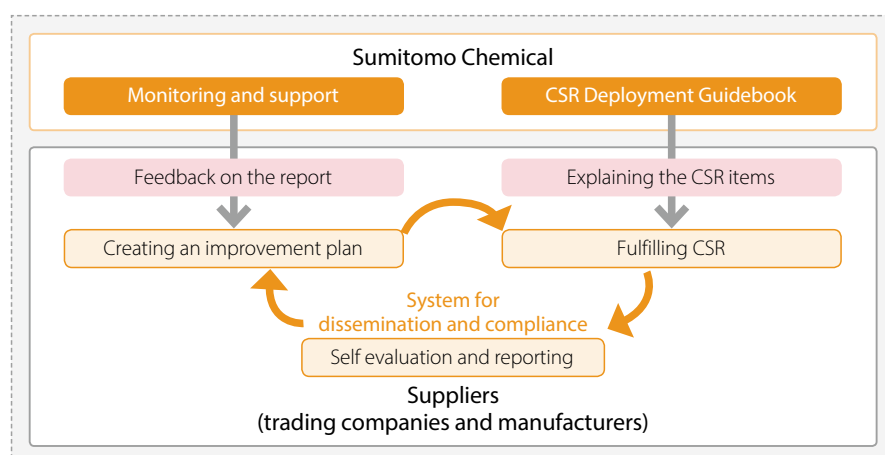 Sumitomo Chemical
Monitoring and support
CSR Deployment Guidebook
Feedback on the report
Explaining the CSR items
Creating an improvement plan
Fulfilling CSR
System for
dissemination and compliance
Self evaluation and reporting
Suppliers
(trading companies and manufacturers)